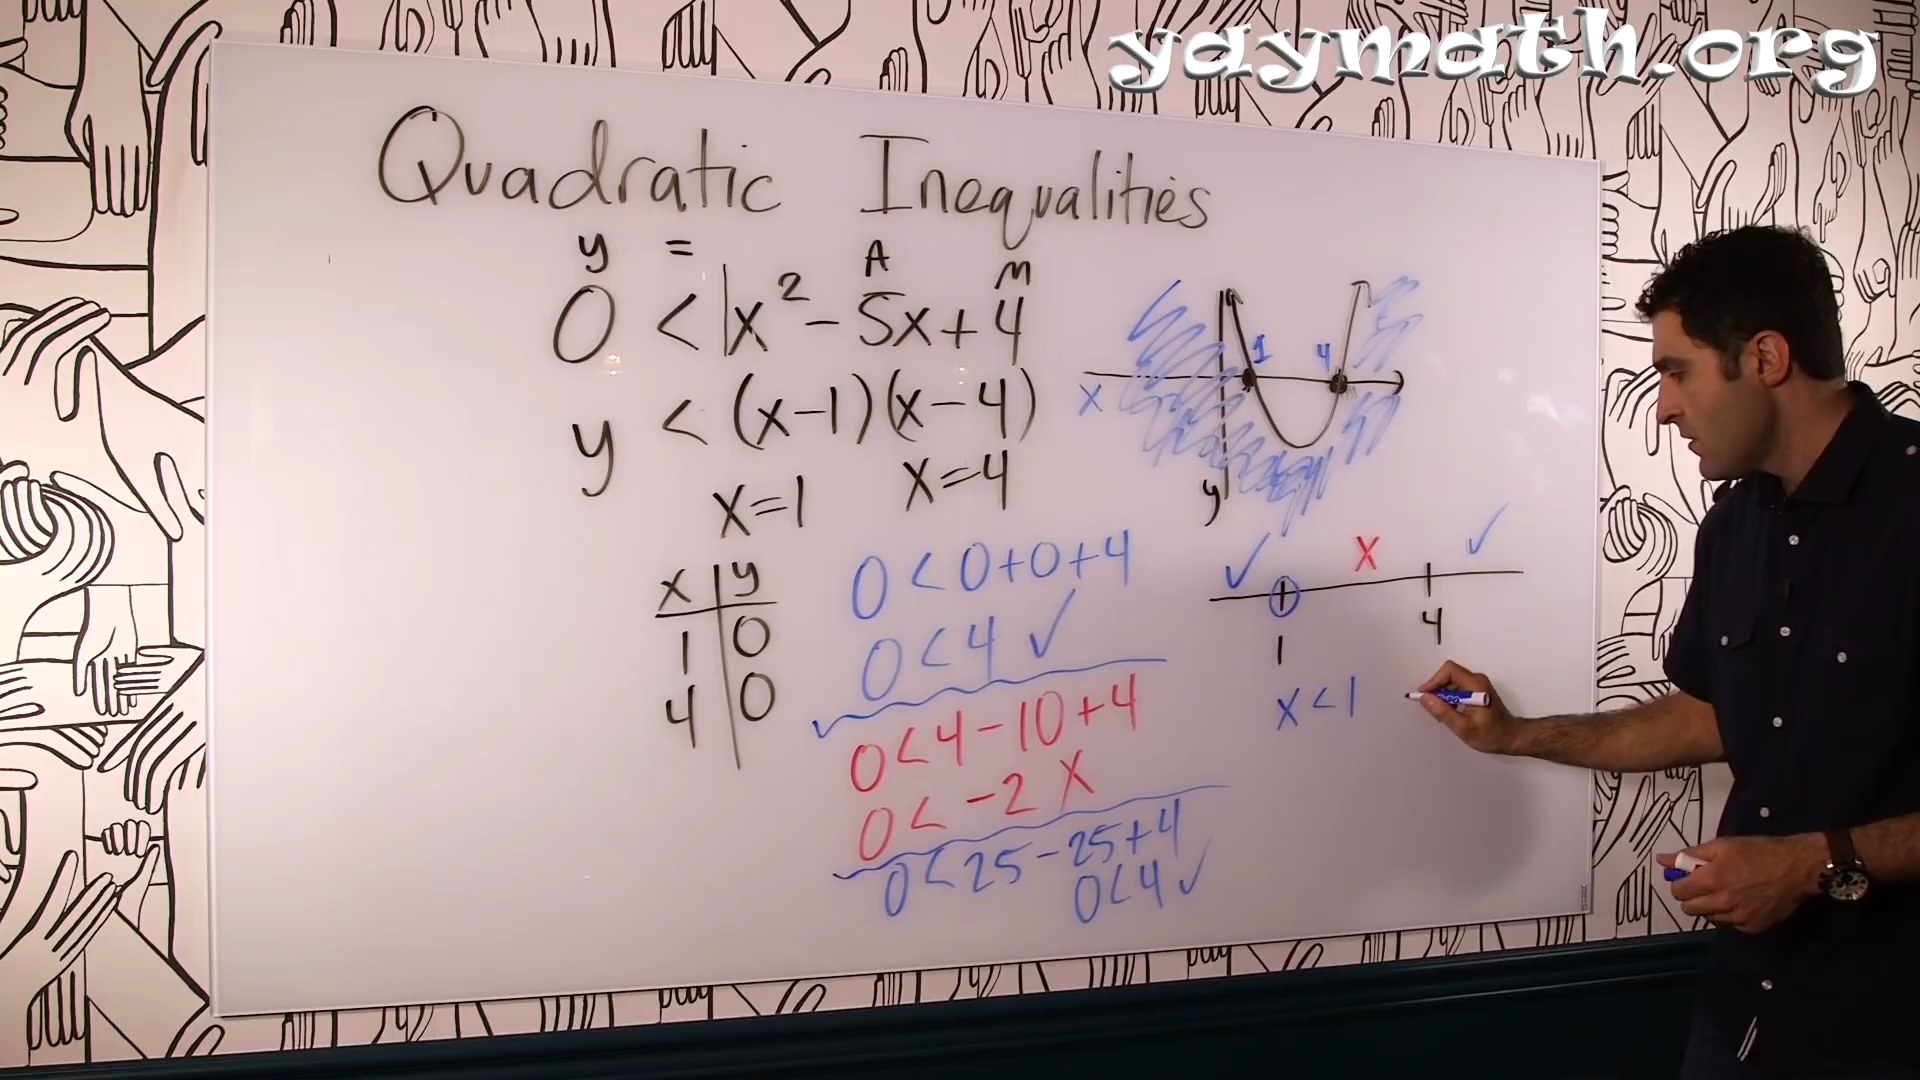 yaymath.org
Quadratic Inequalities
y = A M
0 < x² - 5x + 4
y < (x-1)(x-4)
x=1 x=4
x | y
1 | 0
4 | 0
0 < 0+0+4
0 < 4 ✓
0 < 4-10+4
0 < -2 X
0 < 25-25+4
0 < 4 ✓
1 4
x
y
✓ X ✓
1 4
x < 1